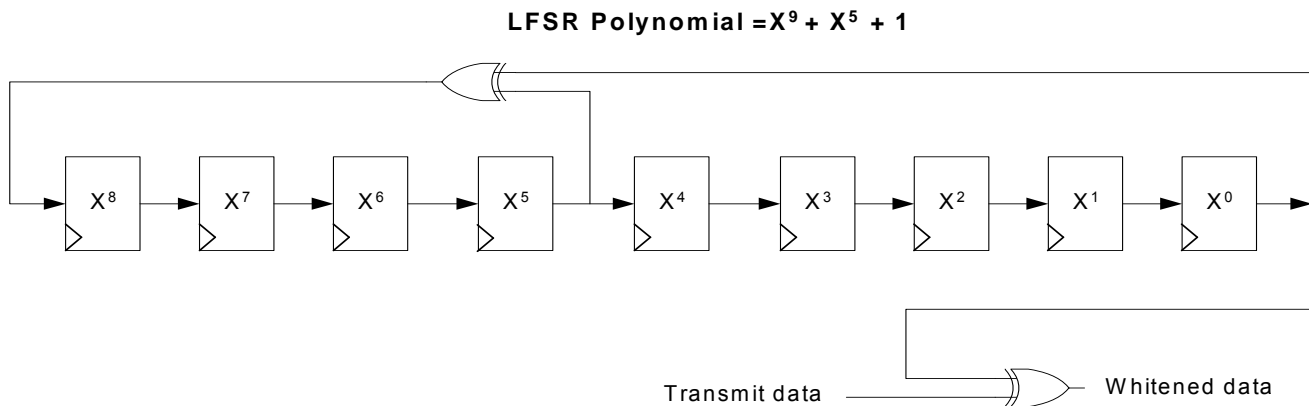 LFSR Polynomial =X⁹ + X⁵ + 1
X⁸ X⁷ X⁶ X⁵ X⁴ X³ X² X¹ X⁰
Transmit data Whitened data